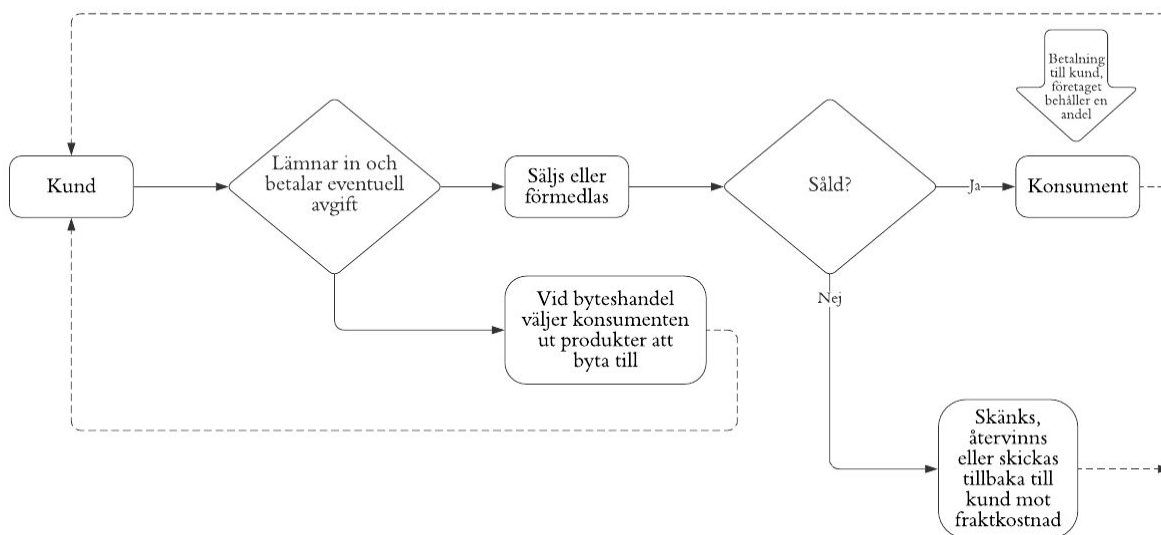 Betalning
till kund,
företaget
behåller en
andel
Kund
Lämnar in och
betalar eventuell
avgift
Säljs eller
förmedlas
Såld?
Ja
Konsument
Nej
Vid byteshandel
väljer konsumenten
ut produkter att
byta till
Skänks,
återvinns
eller skickas
tillbaka till
kund mot
fraktkostnad